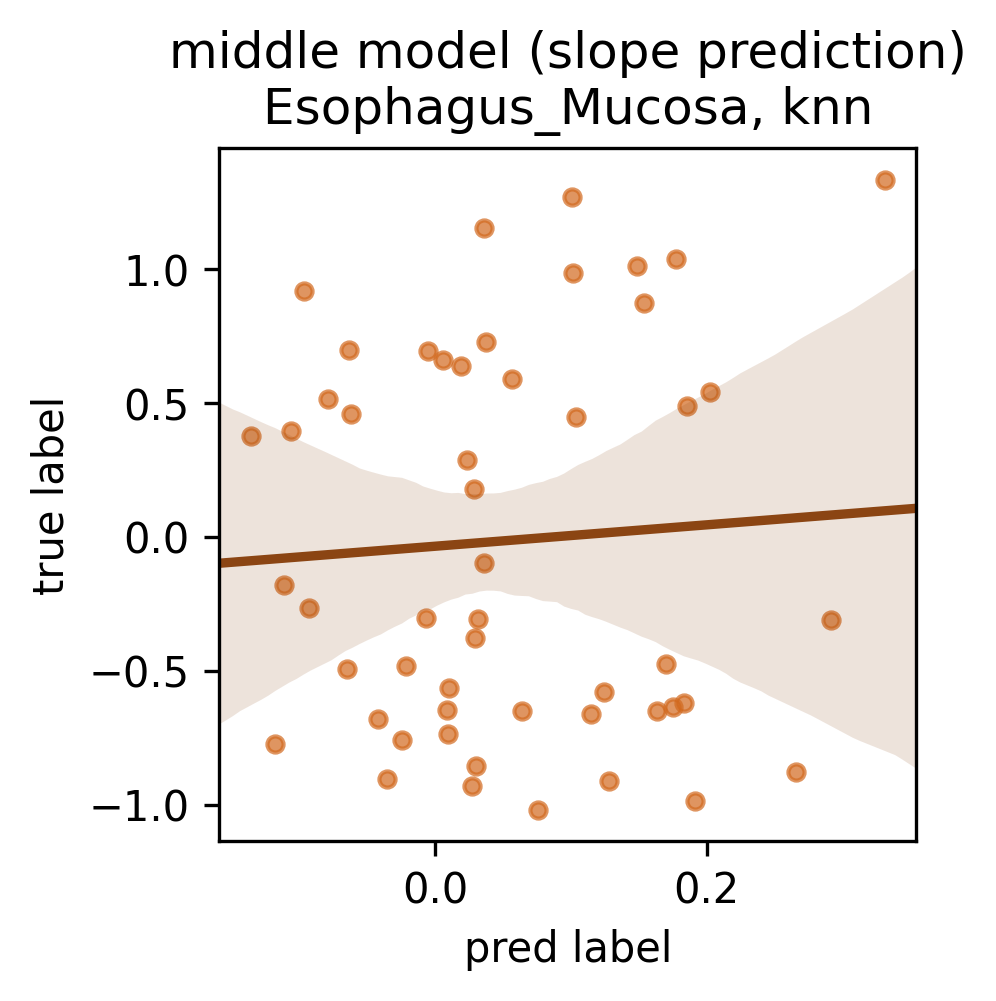 middle model (slope prediction)
Esophagus_Mucosa, knn
1.0
0.5
0.0
−0.5
−1.0
true label
0.0 0.2
pred label